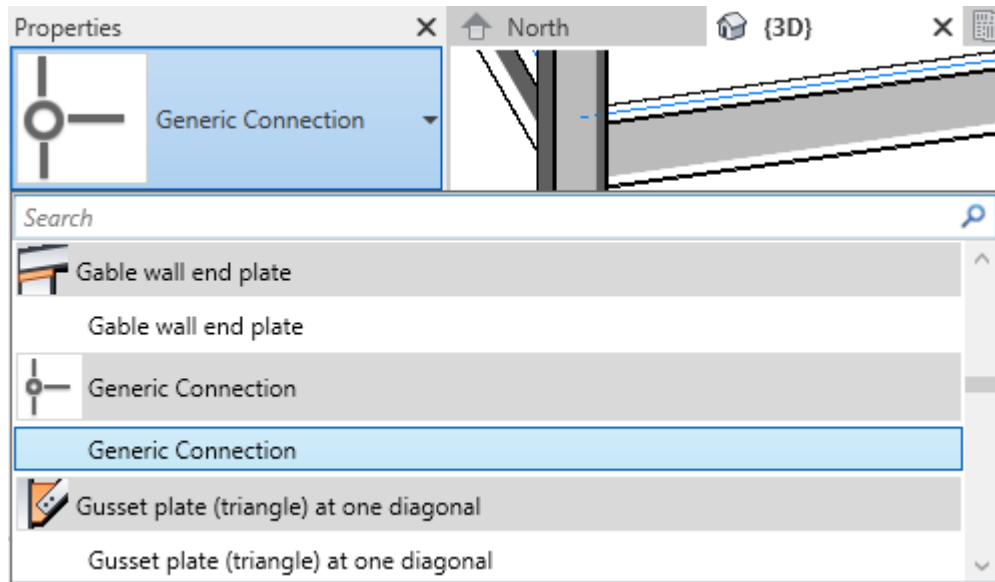 Properties
North
{3D}
Generic Connection
Search
Gable wall end plate
Gable wall end plate
Generic Connection
Generic Connection
Gusset plate (triangle) at one diagonal
Gusset plate (triangle) at one diagonal